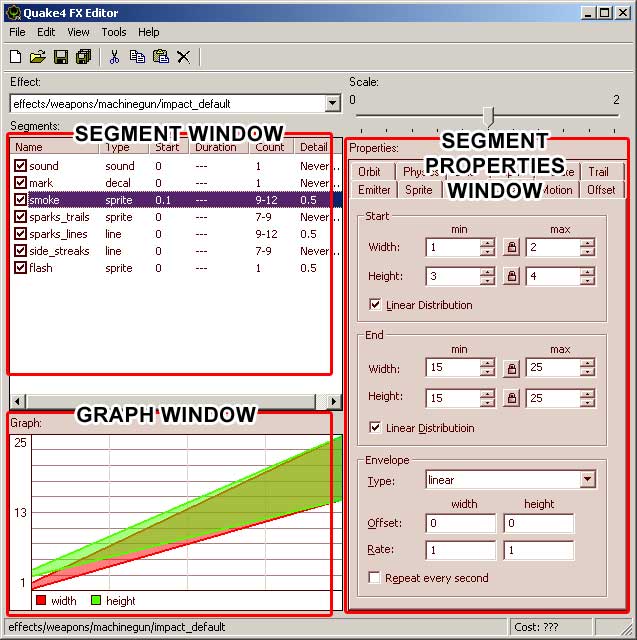 Quake4 FX Editor
File Edit View Tools Help
Effect:
Scale:
effects/weapons/machinegun/impact_default
0 2
Segments:
SEGMENT WINDOW
Name Type Start Duration Count Detail
sound sound 0 --- 1 Never...
mark decal 0 --- 1 Never...
smoke sprite 0.1 --- 9-12 0.5
sparks_trails sprite 0 --- 7-9
sparks_lines line 0 --- 9-12 0.5
side_streaks line 0 --- 7-9 Never...
flash sprite 0 --- 1 0.5
Properties:
SEGMENT
PROPERTIES
WINDOW
Orbit Trail
Emitter Sprite Motion Offset
Start
min max
Width: 1 2
Height: 3 4
Linear Distribution
End
min max
Width: 15 25
Height: 15 25
Linear Distributioin
Envelope
Type: linear
width height
Offset: 0 0
Rate: 1 1
Repeat every second
GRAPH WINDOW
Graph:
25
13
1
width height
effects/weapons/machinegun/impact_default
Cost: ???